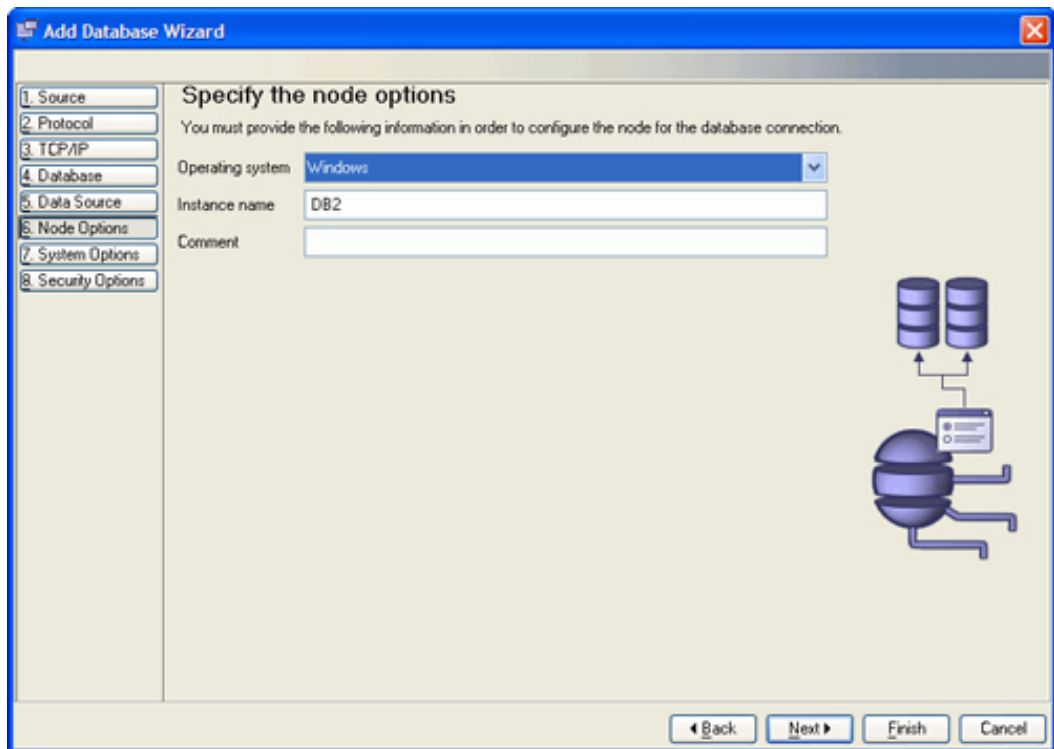 Add Database Wizard
1. Source
2. Protocol
3. TCP/IP
4. Database
5. Data Source
6. Node Options
7. System Options
8. Security Options
Specify the node options
You must provide the following information in order to configure the node for the database connection.
Operating system Windows
Instance name DB2
Comment
Back Next Finish Cancel